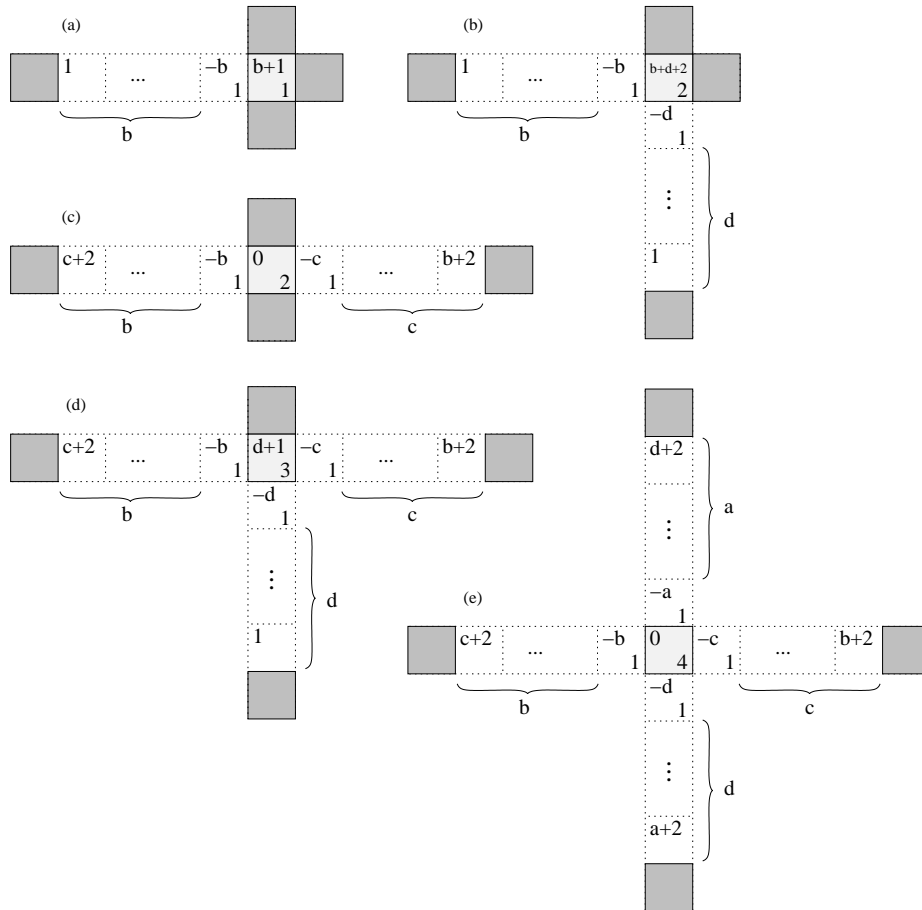 (a)
1 ... −b b+1
1 1
b
(b)
1 ... −b b+d+2
1 2
b
−d
1
⋮
d
1
(c)
c+2 ... −b 0 −c ... b+2
1 2 1
b c
(d)
c+2 ... −b d+1 −c ... b+2
1 3 1
b c
−d
1
⋮
d
1
(e)
d+2
⋮
a
−a
1
c+2 ... −b 0 −c ... b+2
1 4 1
b c
−d
1
⋮
d
a+2